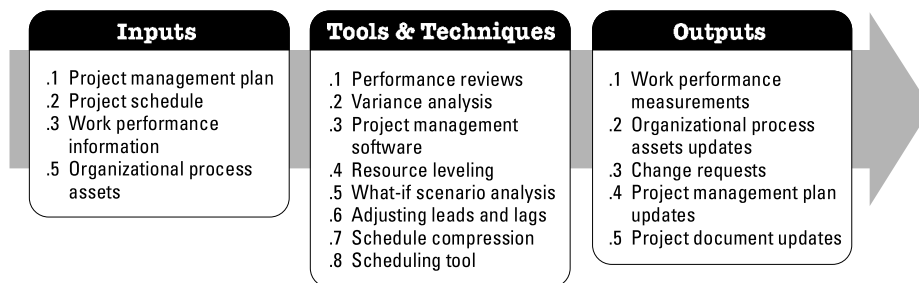 Inputs
.1 Project management plan
.2 Project schedule
.3 Work performance
information
.5 Organizational process
assets
Tools & Techniques
.1 Performance reviews
.2 Variance analysis
.3 Project management
software
.4 Resource leveling
.5 What-if scenario analysis
.6 Adjusting leads and lags
.7 Schedule compression
.8 Scheduling tool
Outputs
.1 Work performance
measurements
.2 Organizational process
assets updates
.3 Change requests
.4 Project management plan
updates
.5 Project document updates